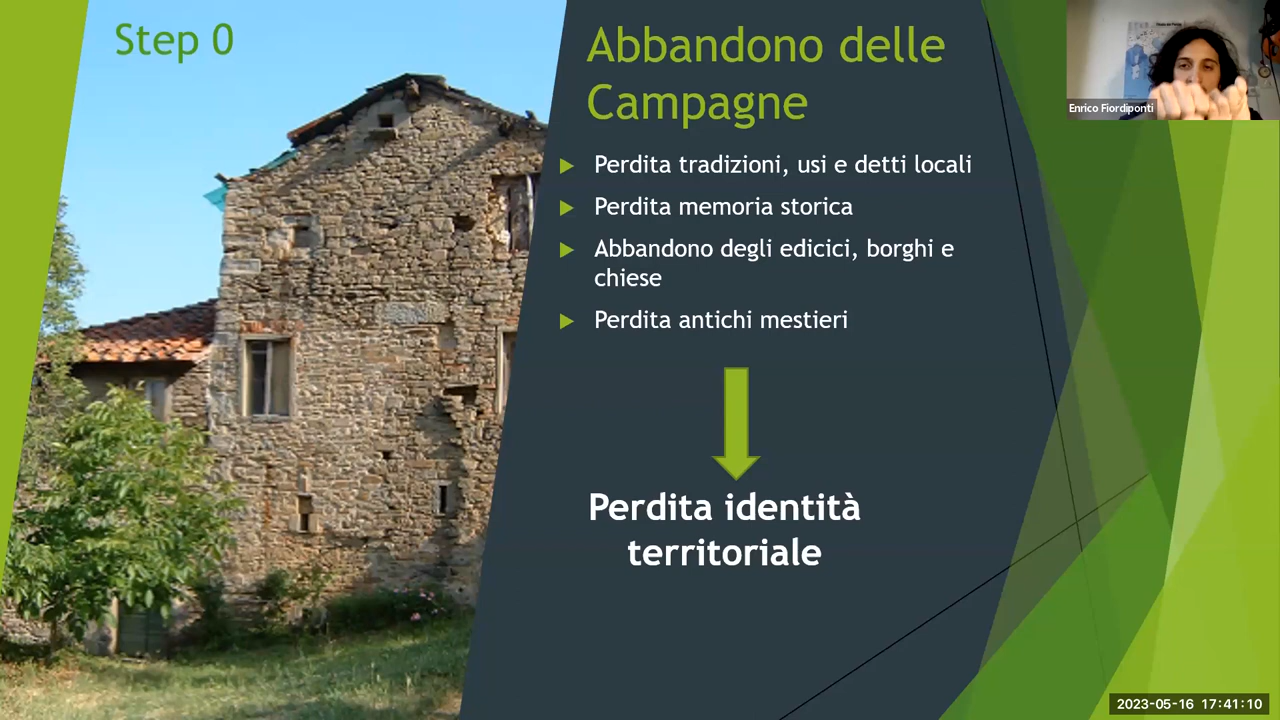 Step 0
Abbandono delle
Campagne
Perdita tradizioni, usi e detti locali
Perdita memoria storica
Abbandono degli edicici, borghi e
chiese
Perdita antichi mestieri
Perdita identità
territoriale
Enrico Fiordiponti
2023-05-16 17:41:10